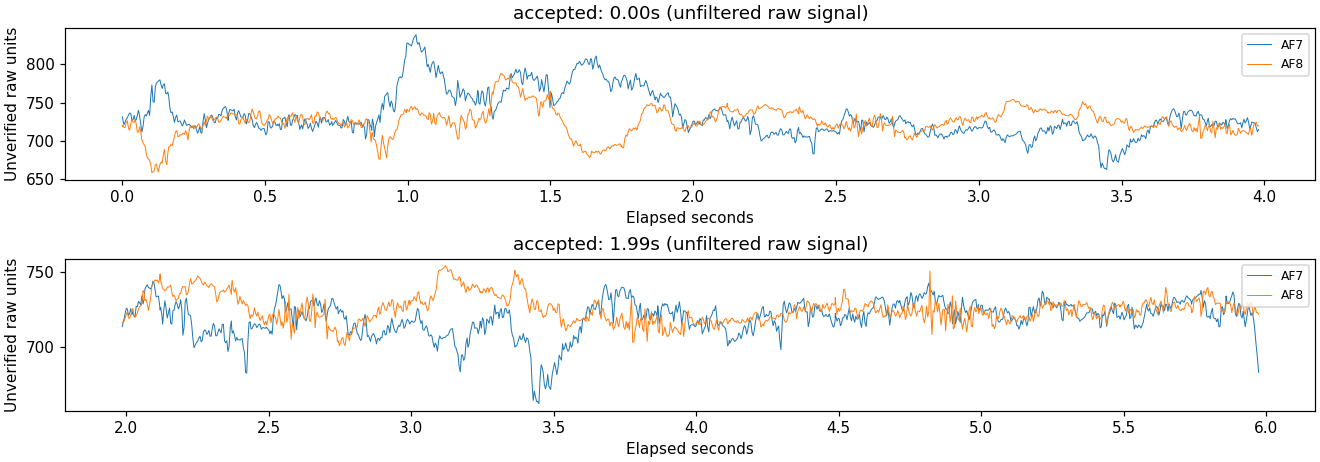 accepted: 0.00s (unfiltered raw signal)
Unverified raw units
800
750
700
650
AF7
AF8
0.0 0.5 1.0 1.5 2.0 2.5 3.0 3.5 4.0
Elapsed seconds
accepted: 1.99s (unfiltered raw signal)
Unverified raw units
750
700
AF7
AF8
2.0 2.5 3.0 3.5 4.0 4.5 5.0 5.5 6.0
Elapsed seconds